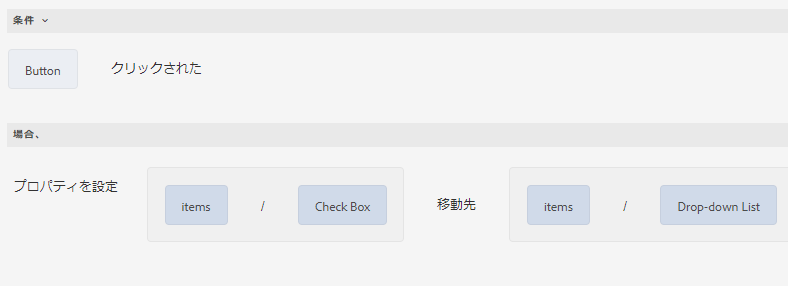 条件
Button クリックされた
場合、
プロパティを設定 items / Check Box 移動先 items / Drop-down List